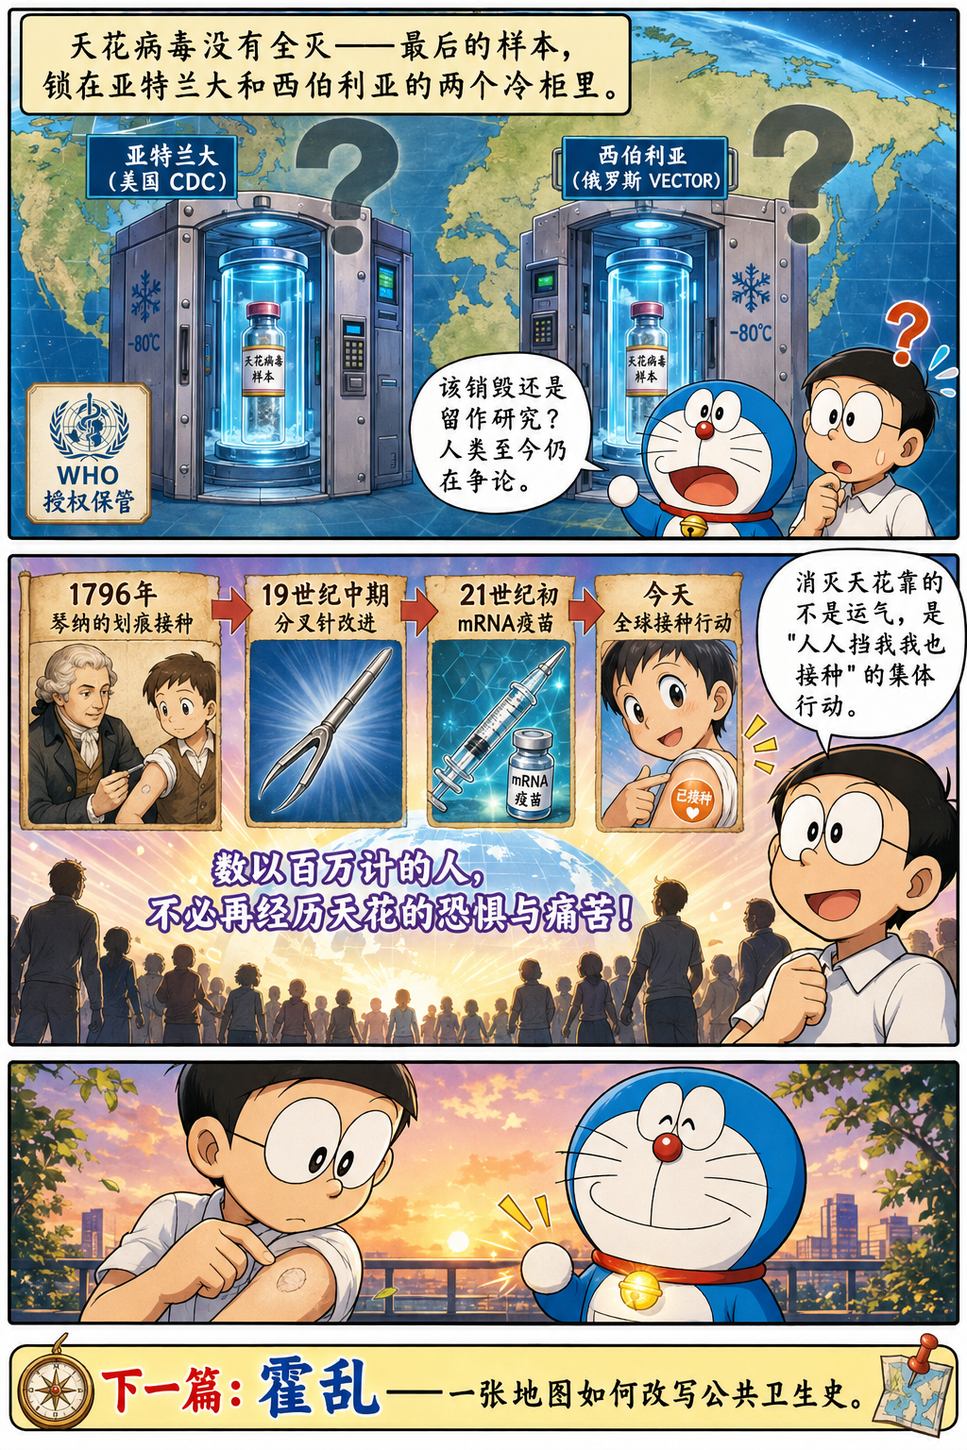 天花病毒没有全灭——最后的样本，
锁在亚特兰大和西伯利亚的两个冷柜里。
亚特兰大
（美国 CDC）
西伯利亚
（俄罗斯 VECTOR）
?
?
-80℃
天花病毒
样本
天花病毒
样本
-80℃
?
WHO
授权保管
该销毁还是
留作研究？
人类至今仍
在争论。
1796年
琴纳的划痕接种
19世纪中期
分叉针改进
21世纪初
mRNA疫苗
今天
全球接种行动
mRNA
疫苗
已接种
消灭天花靠的
不是运气，是
"人人挡我我也
接种" 的集体
行动。
数以百万计的人，
不必再经历天花的恐惧与痛苦！
下一篇：霍乱——一张地图如何改写公共卫生史。